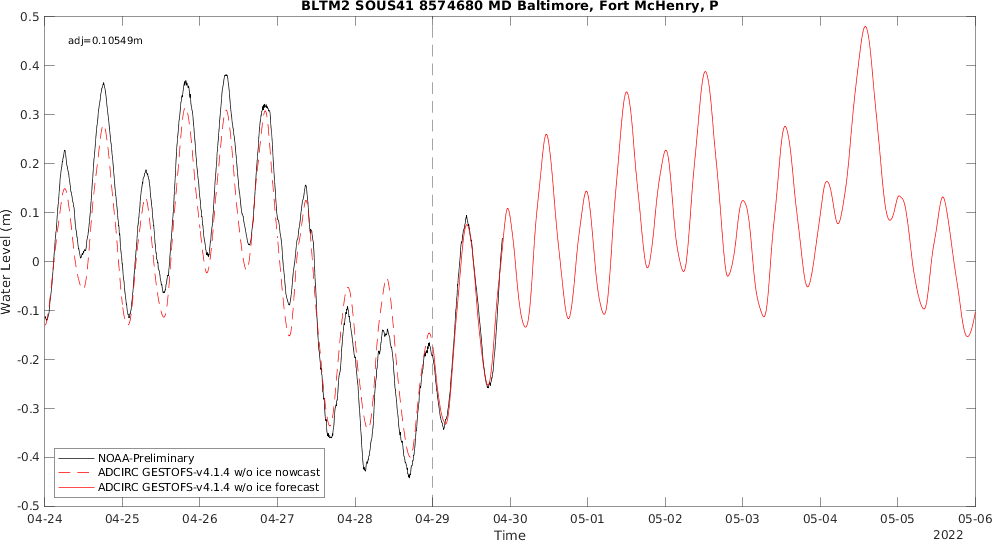 BLTM2 SOUS41 8574680 MD Baltimore, Fort McHenry, P
adj=0.10549m
0.5
0.4
0.3
0.2
0.1
0
-0.1
-0.2
-0.3
-0.4
-0.5
Water Level (m)
NOAA-Preliminary
ADCIRC GESTOFS-v4.1.4 w/o ice nowcast
ADCIRC GESTOFS-v4.1.4 w/o ice forecast
04-24 04-25 04-26 04-27 04-28 04-29 04-30 05-01 05-02 05-03 05-04 05-05 05-06
Time
2022